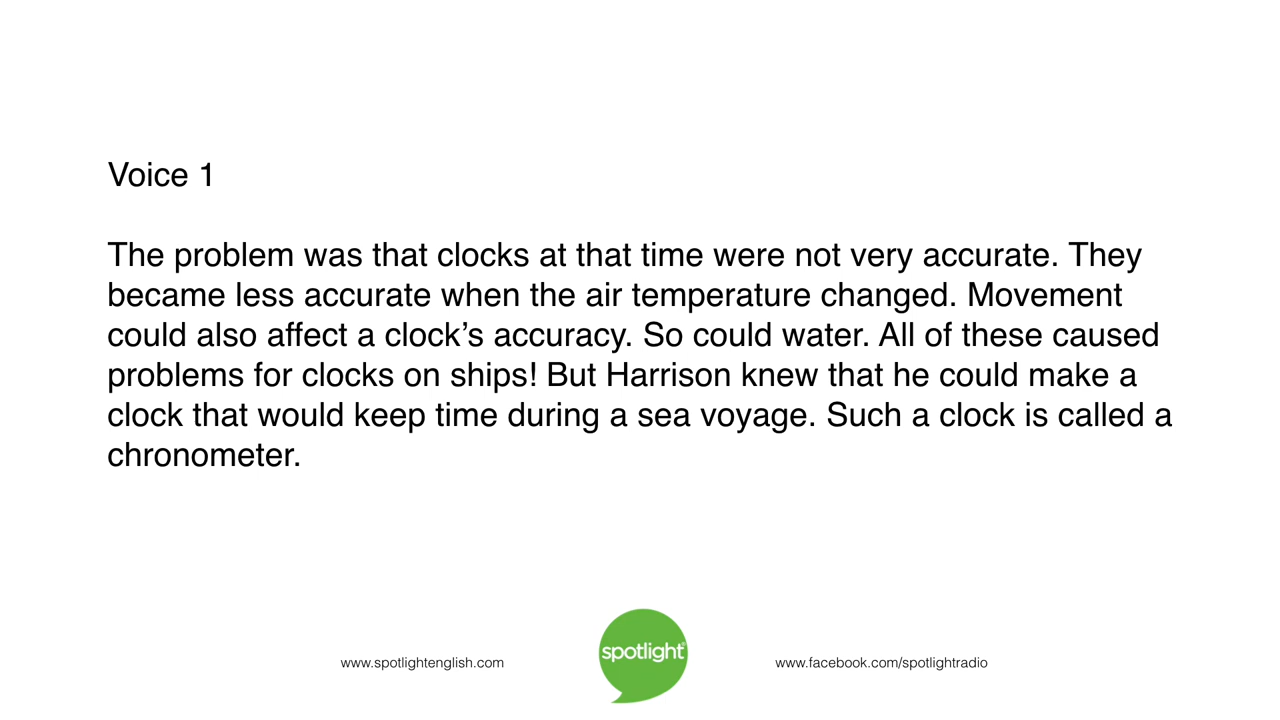 Voice 1
The problem was that clocks at that time were not very accurate. They
became less accurate when the air temperature changed. Movement
could also affect a clock’s accuracy. So could water. All of these caused
problems for clocks on ships! But Harrison knew that he could make a
clock that would keep time during a sea voyage. Such a clock is called a
chronometer.
www.spotlightenglish.com
spotlight®
www.facebook.com/spotlightradio